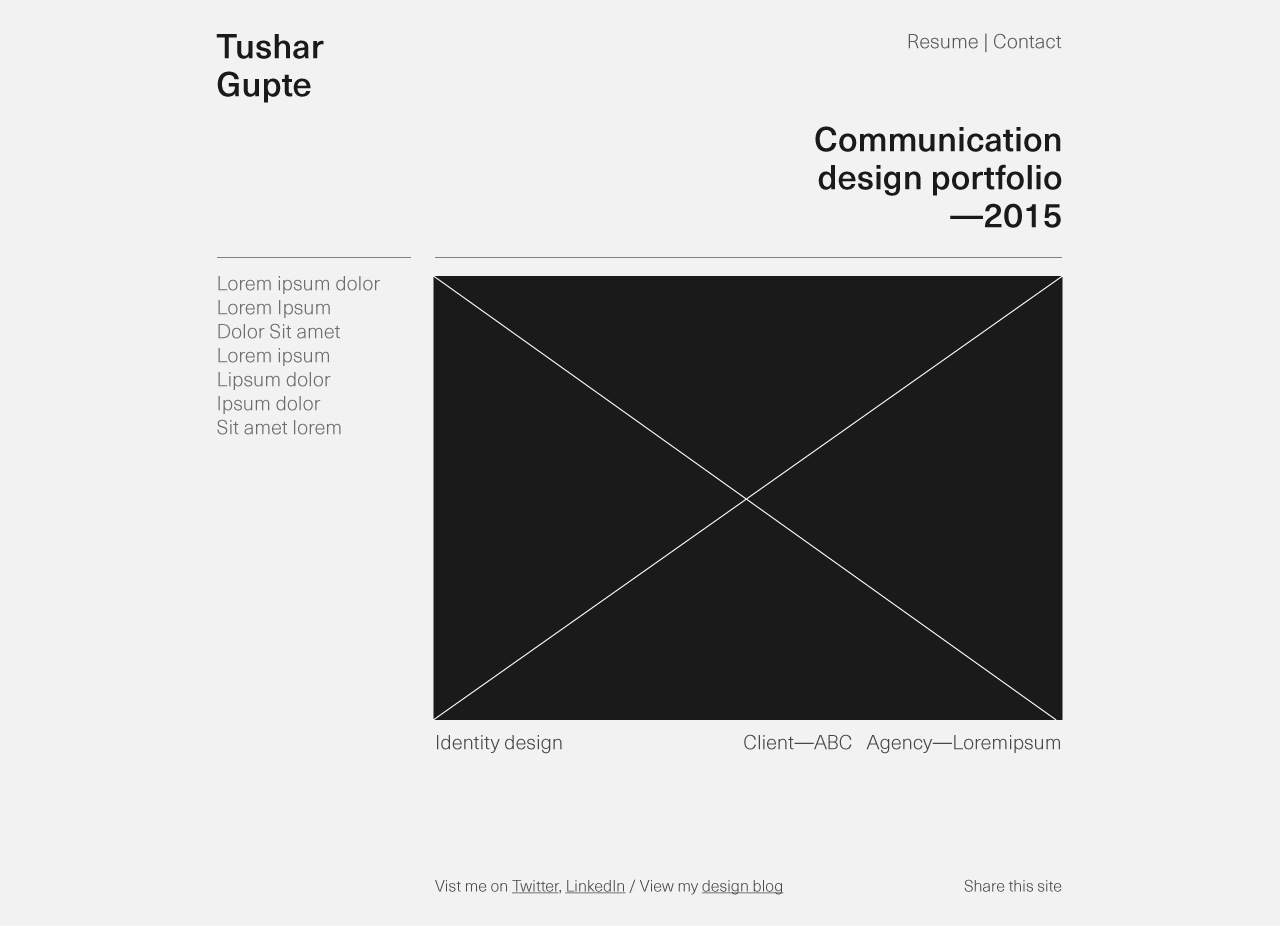 Tushar
Gupte
Resume | Contact
Communication
design portfolio
—2015
Lorem ipsum dolor
Lorem Ipsum
Dolor Sit amet
Lorem ipsum
Lipsum dolor
Ipsum dolor
Sit amet lorem
Identity design
Client—ABC Agency—Loremipsum
Vist me on Twitter, LinkedIn / View my design blog
Share this site